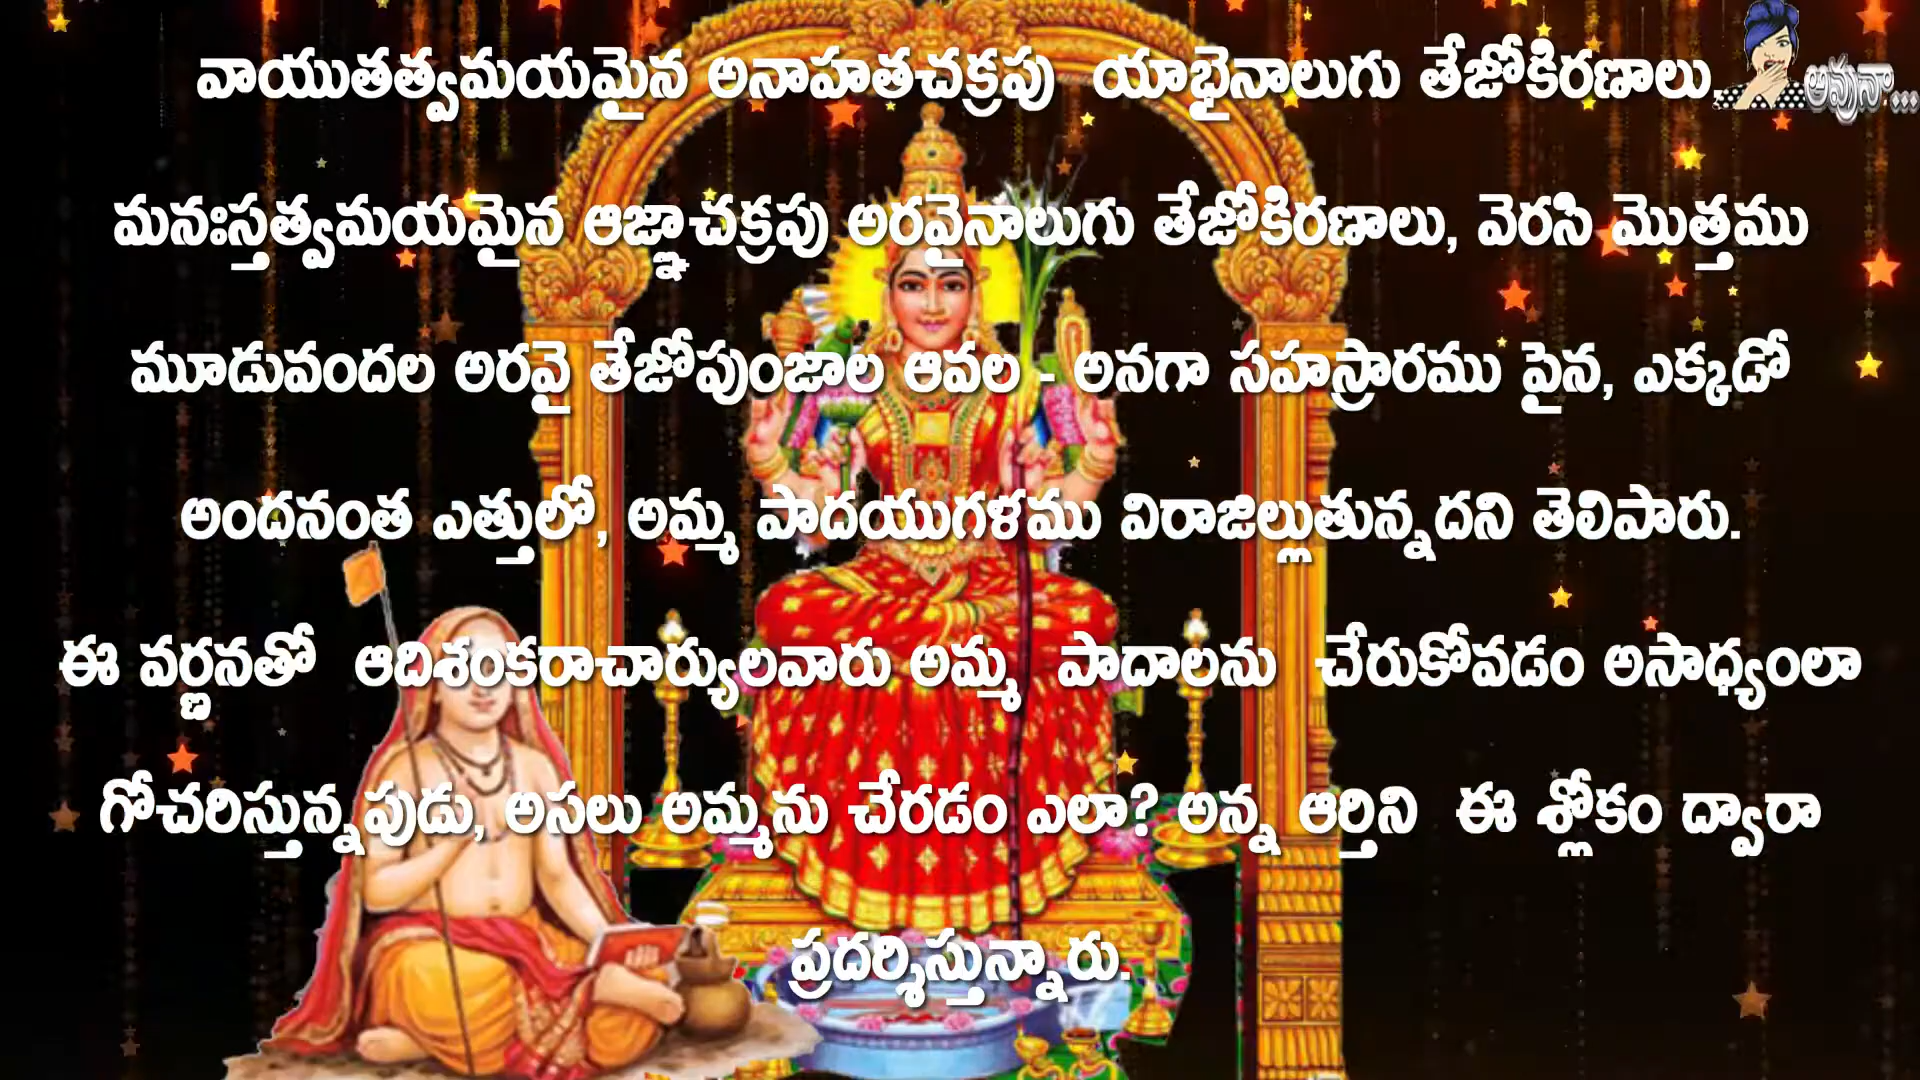 వాయుతత్వమయమైన అనాహతచక్రపు యాభైనాలుగు తేజోకిరణాలు,
అవునా...
మనఃస్తత్వమయమైన ఆజ్ఞాచక్రపు అరవైనాలుగు తేజోకిరణాలు, వెరసి మొత్తము
మూడువందల అరవై తేజోపుంజాల ఆవల - అనగా సహస్రారము పైన, ఎక్కడో
అందనంత ఎత్తులో, అమ్మ పాదయుగళము విరాజిల్లుతున్నదని తెలిపారు.
ఈ వర్ణనతో ఆదిశంకరాచార్యులవారు అమ్మ పాదాలను చేరుకోవడం అసాధ్యంలా
గోచరిస్తున్నపుడు, అసలు అమ్మను చేరడం ఎలా? అన్న ఆర్తిని ఈ శ్లోకం ద్వారా
ప్రదర్శిస్తున్నారు.